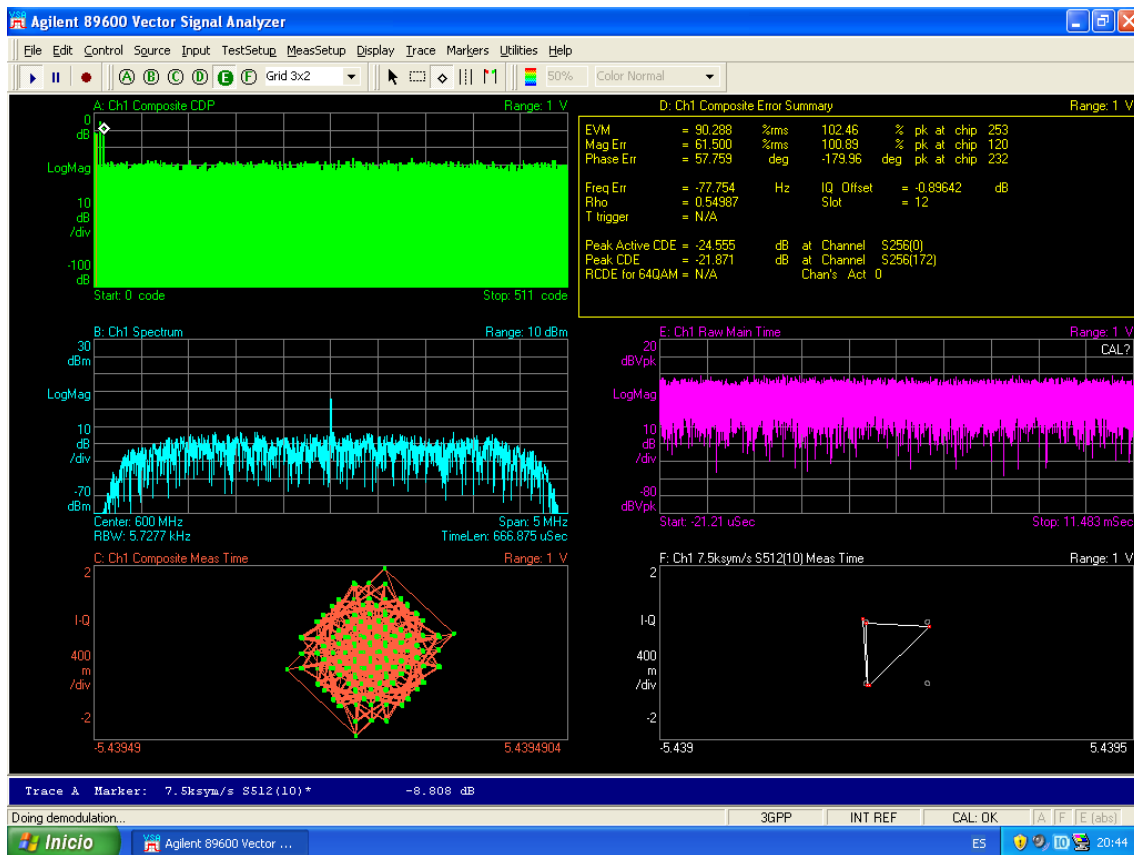 Agilent 89600 Vector Signal Analyzer
File Edit Control Source Input TestSetup MeasSetup Display Trace Markers Utilities Help
A B C D E F Grid 3x2 50% Color Normal
A: Ch1 Composite CDP Range: 1 V
0
dB
LogMag
10
dB
/div
-100
dB
Start: 0 code Stop: 511 code
D: Ch1 Composite Error Summary Range: 1 V
EVM = 90.288 %rms 102.46 % pk at chip 253
Mag Err = 61.500 %rms 100.89 % pk at chip 120
Phase Err = 57.759 deg -179.96 deg pk at chip 232
Freq Err = -77.754 Hz IQ Offset = -0.89642 dB
Rho = 0.54987 Slot = 12
T trigger = N/A
Peak Active CDE = -24.555 dB at Channel S256(0)
Peak CDE = -21.871 dB at Channel S256(172)
RCDE for 64QAM = N/A Chan's Act 0
B: Ch1 Spectrum Range: 10 dBm
30
dBm
LogMag
10
dB
/div
-70
dBm
Center: 600 MHz Span: 5 MHz
RBW: 5.7277 kHz TimeLen: 666.875 uSec
E: Ch1 Raw Main Time Range: 1 V
20
dBVpk
CAL?
LogMag
10
dB
/div
-80
dBVpk
Start: -21.21 uSec Stop: 11.483 mSec
C: Ch1 Composite Meas Time Range: 1 V
2
I-Q
400
m
/div
-2
-5.43949 5.4394904
F: Ch1 7.5ksym/s S512(10) Meas Time Range: 1 V
2
I-Q
400
m
/div
-2
-5.439 5.4395
Trace A Marker: 7.5ksym/s S512(10)* -8.808 dB
Doing demodulation... 3GPP INT REF CAL: OK A F E (abs)
Inicio Agilent 89600 Vector ... ES 20:44